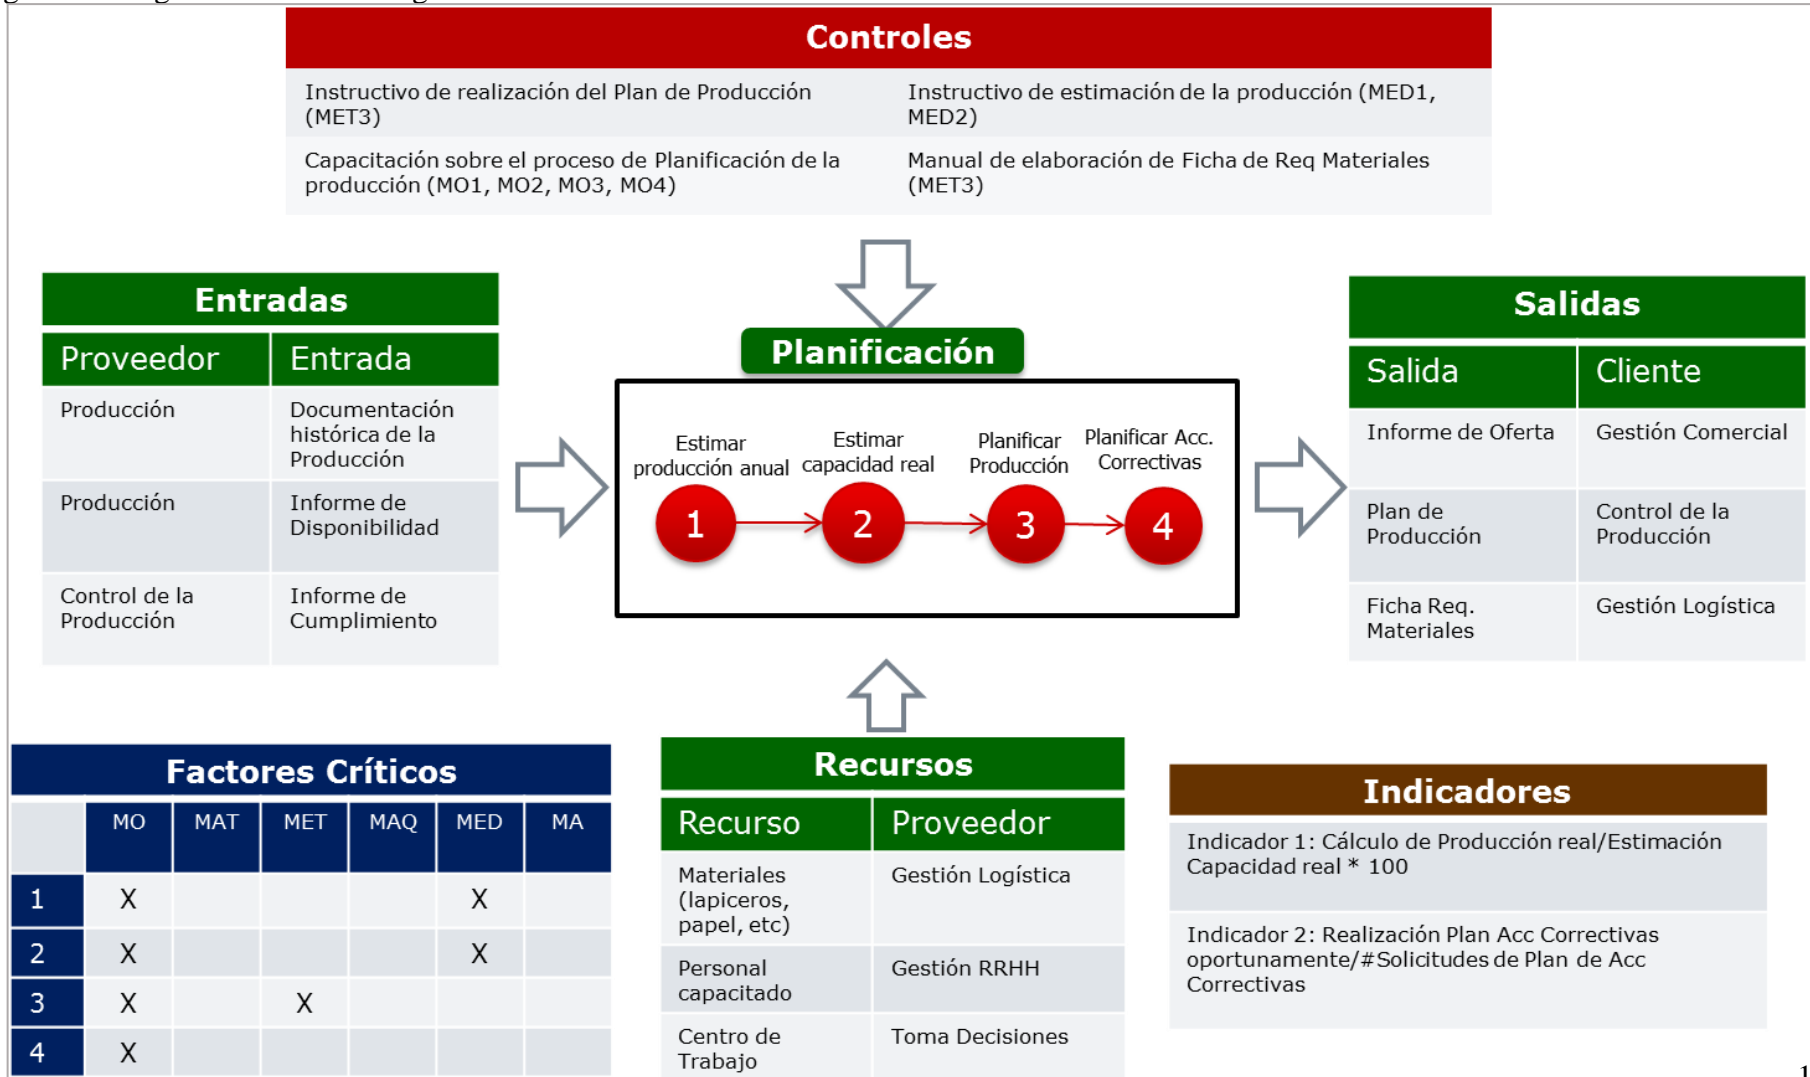 Controles
Instructivo de realización del Plan de Producción
(MET3)
Instructivo de estimación de la producción (MED1,
MED2)
Capacitación sobre el proceso de Planificación de la
producción (MO1, MO2, MO3, MO4)
Manual de elaboración de Ficha de Req Materiales
(MET3)
Entradas
Proveedor Entrada
Producción
Documentación
histórica de la
Producción
Producción
Informe de
Disponibilidad
Control de la
Producción
Informe de
Cumplimiento
Planificación
Estimar
producción anual
Estimar
capacidad real
Planificar
Producción
Planificar Acc.
Correctivas
1 2 3 4
Salidas
Salida Cliente
Informe de Oferta Gestión Comercial
Plan de
Producción
Control de la
Producción
Ficha Req.
Materiales
Gestión Logística
Factores Críticos
MO MAT MET MAQ MED MA
1 X X
2 X X
3 X X
4 X
Recursos
Recurso Proveedor
Materiales
(lapiceros,
papel, etc)
Gestión Logística
Personal
capacitado
Gestión RRHH
Centro de
Trabajo
Toma Decisiones
Indicadores
Indicador 1: Cálculo de Producción real/Estimación
Capacidad real * 100
Indicador 2: Realización Plan Acc Correctivas
oportunamente/#Solicitudes de Plan de Acc
Correctivas
1